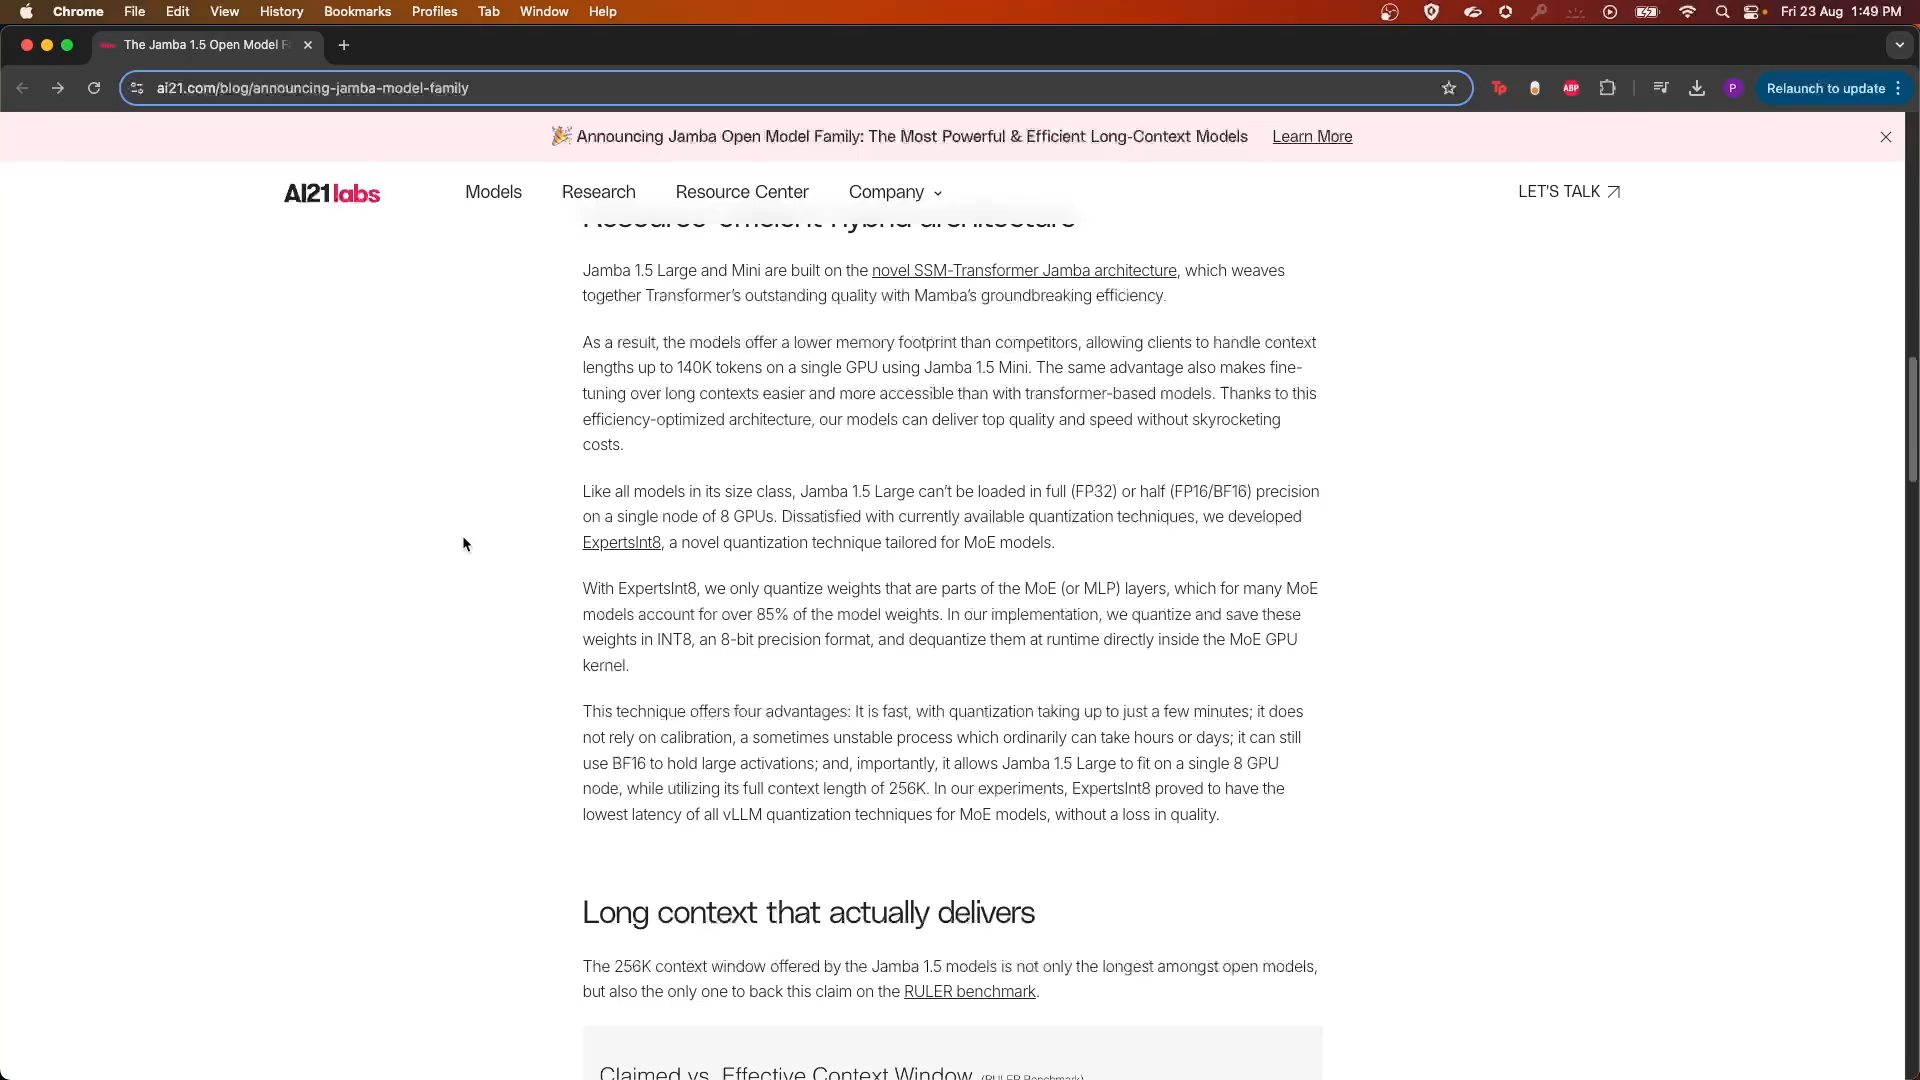 Chrome File Edit View History Bookmarks Profiles Tab Window Help Fri 23 Aug 1:49 PM
The Jamba 1.5 Open Model F
ai21.com/blog/announcing-jamba-model-family Tp ABP P Relaunch to update
🎉 Announcing Jamba Open Model Family: The Most Powerful & Efficient Long-Context Models Learn More
AI21labs Models Research Resource Center Company LET'S TALK
Resource-efficient hybrid architecture
Jamba 1.5 Large and Mini are built on the novel SSM-Transformer Jamba architecture, which weaves
together Transformer’s outstanding quality with Mamba’s groundbreaking efficiency.
As a result, the models offer a lower memory footprint than competitors, allowing clients to handle context
lengths up to 140K tokens on a single GPU using Jamba 1.5 Mini. The same advantage also makes fine-
tuning over long contexts easier and more accessible than with transformer-based models. Thanks to this
efficiency-optimized architecture, our models can deliver top quality and speed without skyrocketing
costs.
Like all models in its size class, Jamba 1.5 Large can’t be loaded in full (FP32) or half (FP16/BF16) precision
on a single node of 8 GPUs. Dissatisfied with currently available quantization techniques, we developed
ExpertsInt8, a novel quantization technique tailored for MoE models.
With ExpertsInt8, we only quantize weights that are parts of the MoE (or MLP) layers, which for many MoE
models account for over 85% of the model weights. In our implementation, we quantize and save these
weights in INT8, an 8-bit precision format, and dequantize them at runtime directly inside the MoE GPU
kernel.
This technique offers four advantages: It is fast, with quantization taking up to just a few minutes; it does
not rely on calibration, a sometimes unstable process which ordinarily can take hours or days; it can still
use BF16 to hold large activations; and, importantly, it allows Jamba 1.5 Large to fit on a single 8 GPU
node, while utilizing its full context length of 256K. In our experiments, ExpertsInt8 proved to have the
lowest latency of all vLLM quantization techniques for MoE models, without a loss in quality.
Long context that actually delivers
The 256K context window offered by the Jamba 1.5 models is not only the longest amongst open models,
but also the only one to back this claim on the RULER benchmark.
Claimed vs. Effective Context Window (RULER Benchmark)